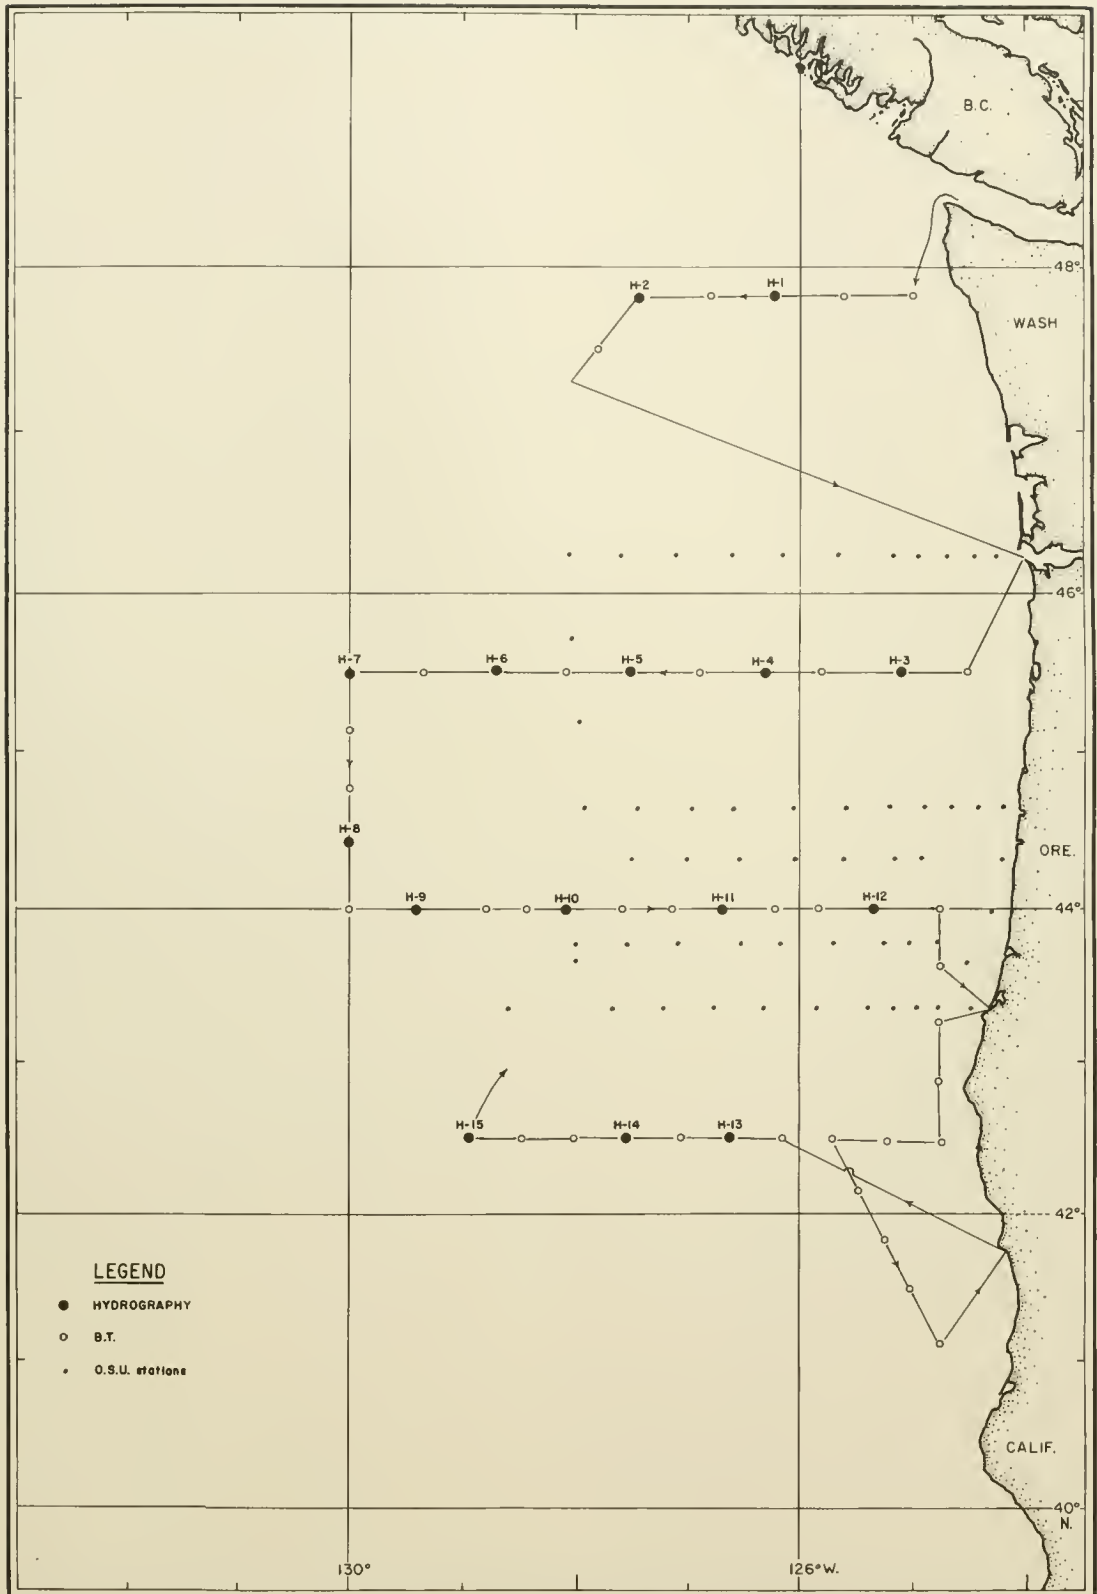 B.C.
48°
H-2 H-1
WASH
46°
H-7 H-6 H-5 H-4 H-3
H-8
ORE.
H-9 H-10 H-11 H-12
44°
H-15 H-14 H-13
42°
LEGEND
HYDROGRAPHY
B.T.
O.S.U. stations
CALIF.
40°
N.
130° 126°W.